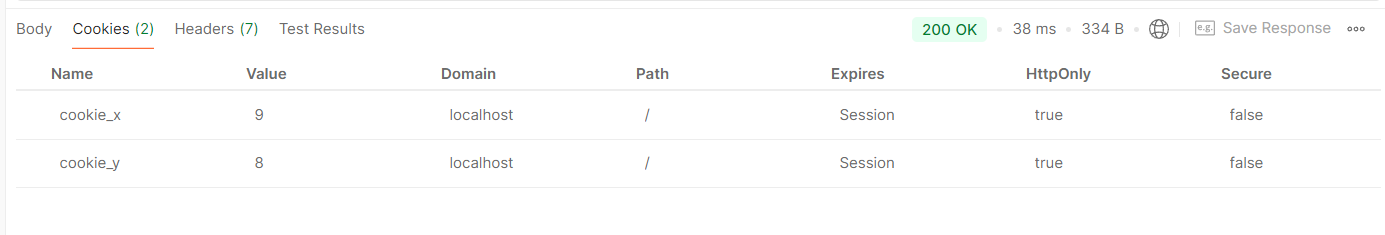 Body Cookies (2) Headers (7) Test Results 200 OK • 38 ms • 334 B e.g. Save Response
Name Value Domain Path Expires HttpOnly Secure
cookie_x 9 localhost / Session true false
cookie_y 8 localhost / Session true false